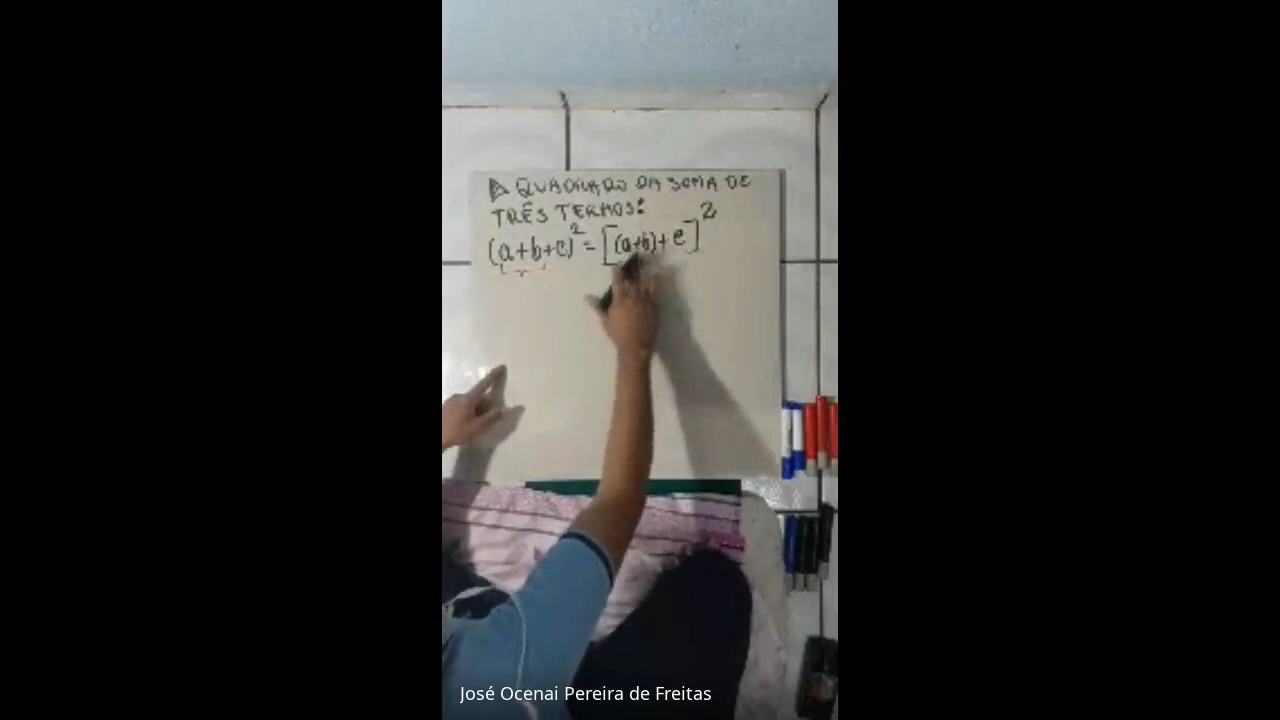 QUADRADO DA SOMA DE
TRÊS TERMOS:
(a+b+c)² = [(a+b)+c]²
José Ocenai Pereira de Freitas